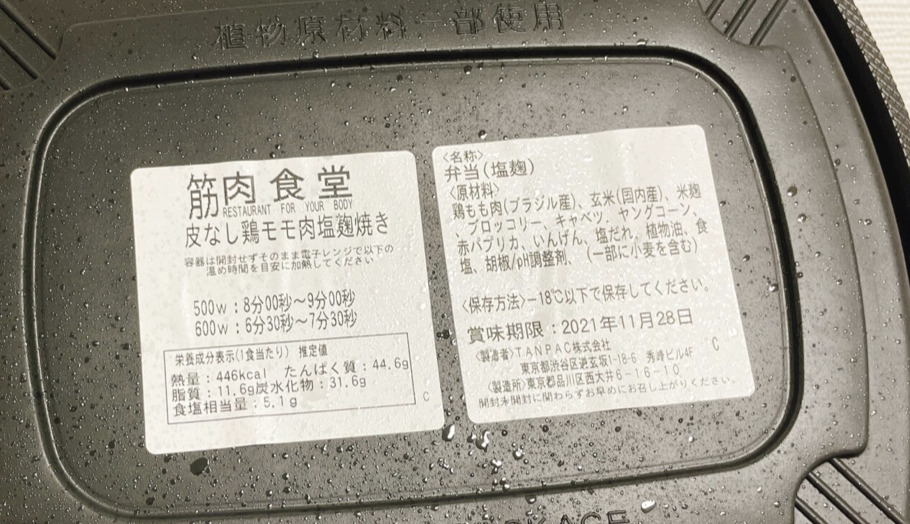 植物原材料一部使用
筋肉食堂
RESTAURANT FOR YOUR BODY
皮なし鶏モモ肉塩麹焼き
容器は開封せずそのまま電子レンジで以下の
温め時間を目安に加熱してください
500w：8分00秒〜9分00秒
600w：6分30秒〜7分30秒
栄養成分表示(1食当たり) 推定値
熱量：446kcal たんぱく質：44.6g
脂質：11.6g炭水化物：31.6g
食塩相当量：5.1g
C
〈名称〉
弁当(塩麹)
〈原材料〉
鶏もも肉(ブラジル産)、玄米(国内産)、米麹
、ブロッコリー、キャベツ、ヤングコーン、
赤パプリカ、いんげん、塩だれ、植物油、食
塩、胡椒/pH調整剤、(一部に小麦を含む)
〈保存方法〉−18℃以下で保存してください。
賞味期限：2021年11月28日
〈製造者〉TANPAC株式会社
東京都渋谷区恵比寿1-18-6 秀峰ビル4F
C
〈製造所〉東京都品川区西大井6-16-10
開封未開封に関わらずお早めにお召し上がりください。